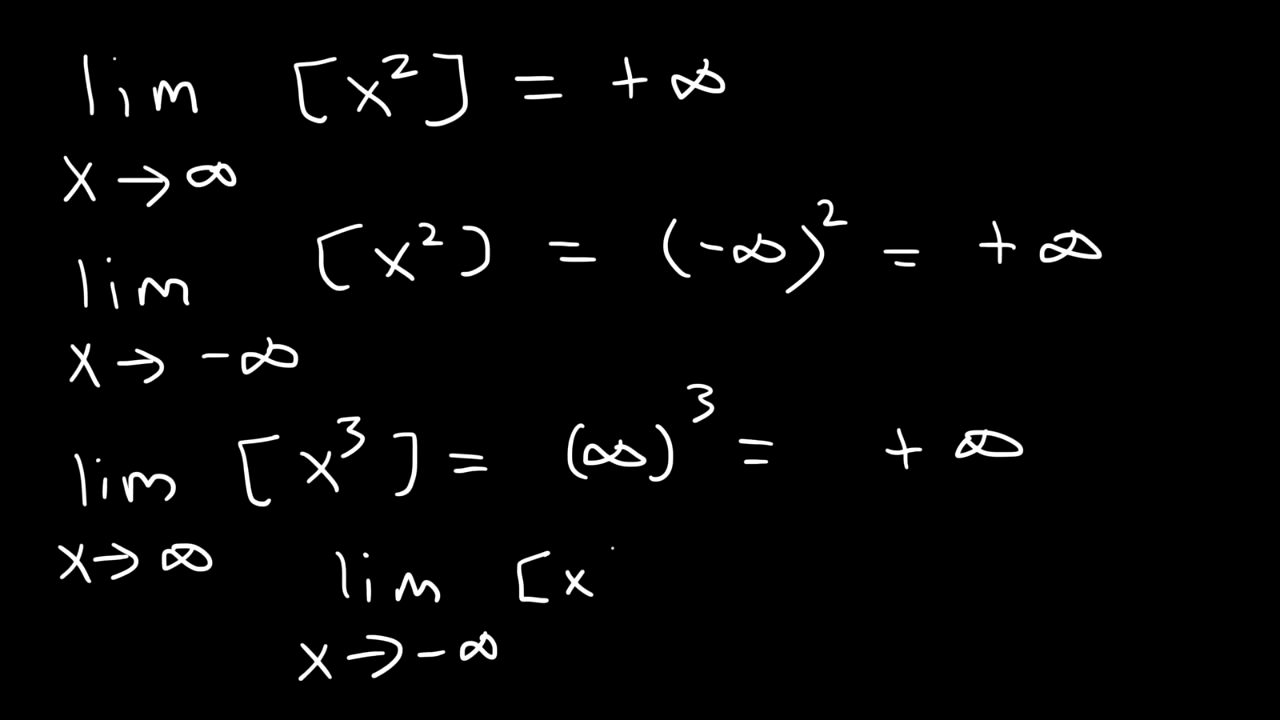 lim [x²] = +∞
x→∞
lim [x²) = (-∞)² = +∞
x→ -∞
lim [x³] = (∞)³ = +∞
x→ ∞
lim [x
x→ -∞